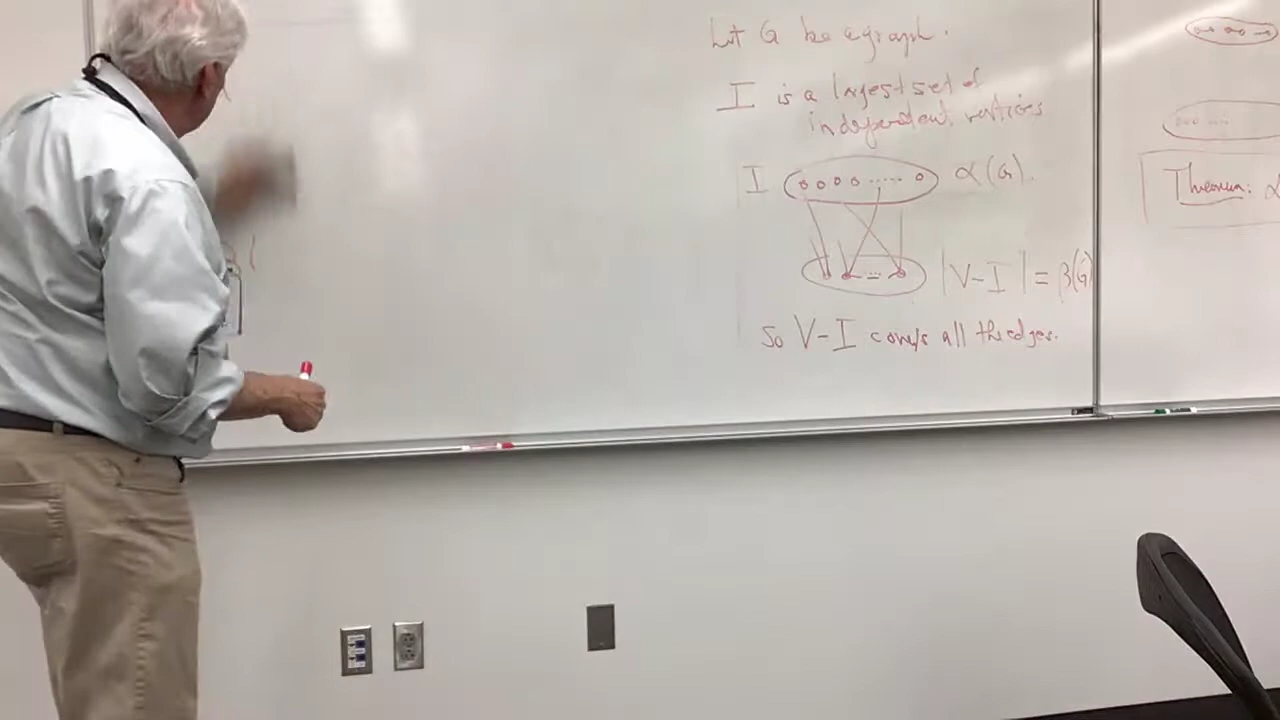 Let G be a graph.
I is a largest set of
independent vertices
I α(G).
|V-I| = β(G)
So V-I covers all the edges.
Theorem: α